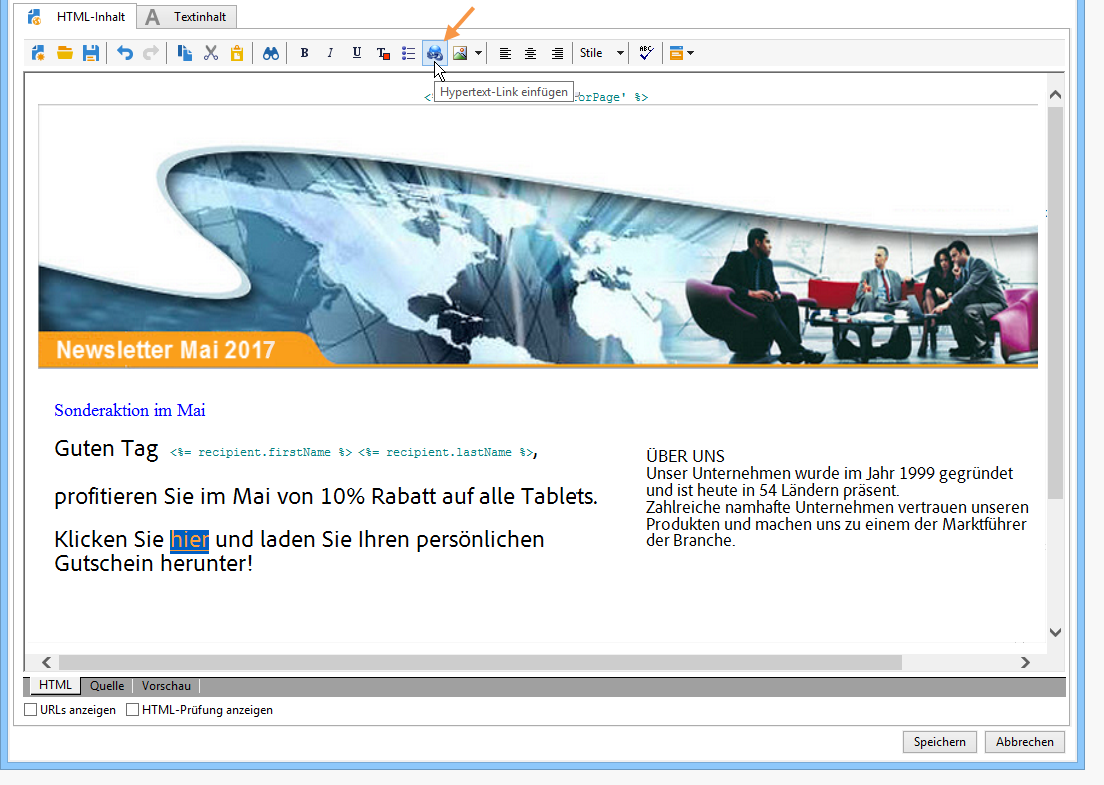 HTML-Inhalt
A Textinhalt
B I U T Stile ABC
Hypertext-Link einfügen
<% orPage' %>
Newsletter Mai 2017
Sonderaktion im Mai
Guten Tag <%= recipient.firstName %> <%= recipient.lastName %>,
profitieren Sie im Mai von 10% Rabatt auf alle Tablets.
Klicken Sie hier und laden Sie Ihren persönlichen
Gutschein herunter!
ÜBER UNS
Unser Unternehmen wurde im Jahr 1999 gegründet
und ist heute in 54 Ländern präsent.
Zahlreiche namhafte Unternehmen vertrauen unseren
Produkten und machen uns zu einem der Marktführer
der Branche.
HTML Quelle Vorschau
URLs anzeigen HTML-Prüfung anzeigen
Speichern Abbrechen